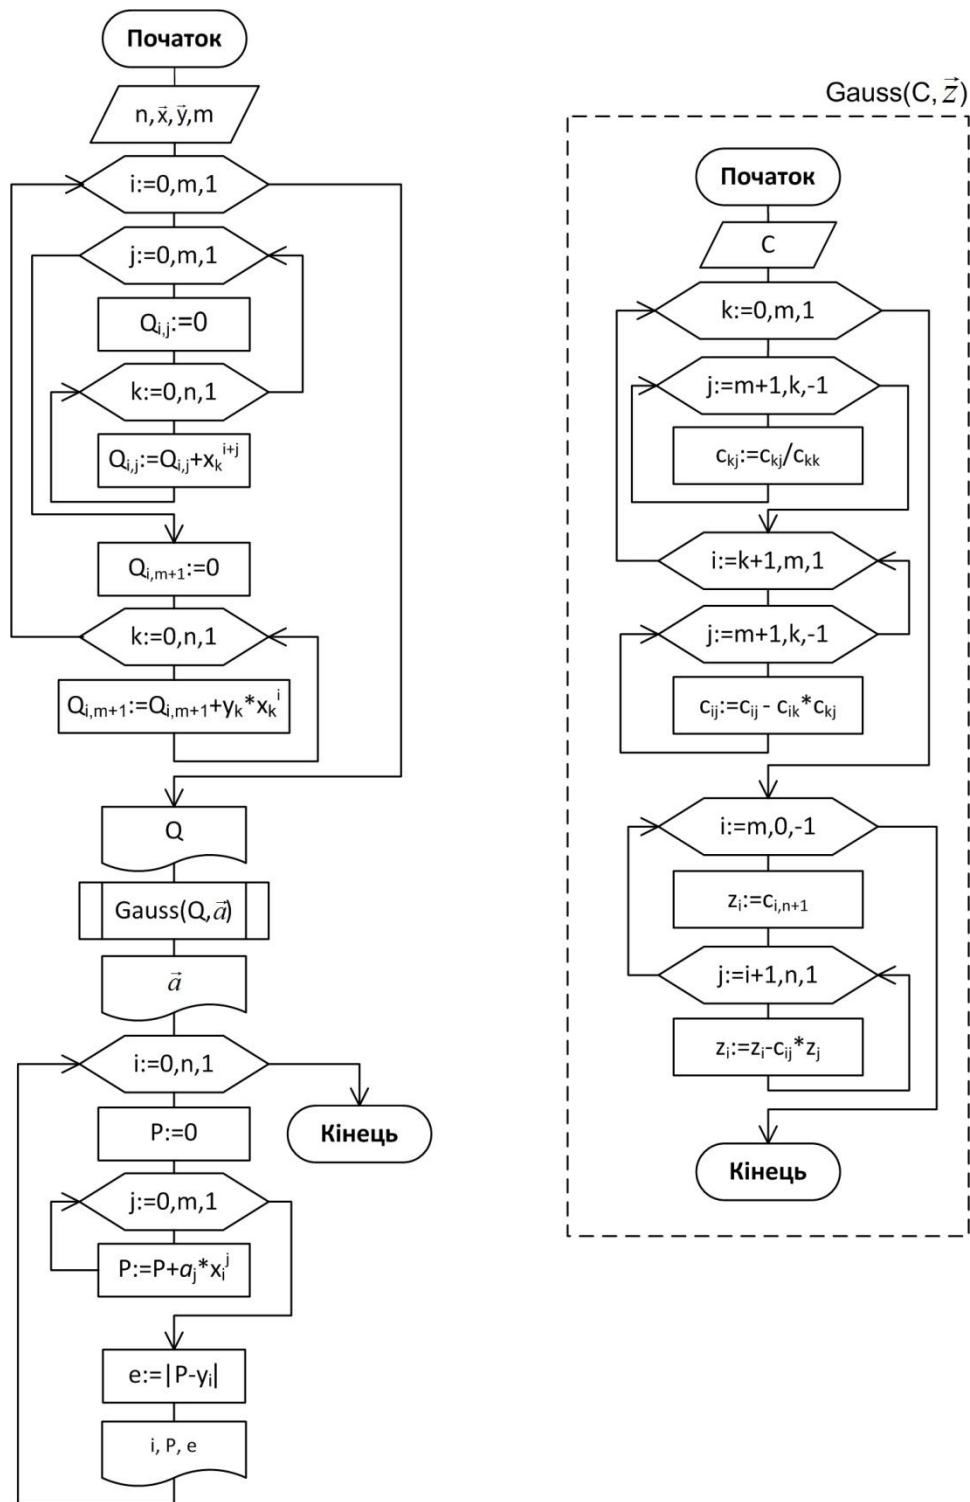 Початок
n,x⃗,y⃗,m
i:=0,m,1
j:=0,m,1
Qi,j:=0
k:=0,n,1
Qi,j:=Qi,j+xk^i+j
Qi,m+1:=0
k:=0,n,1
Qi,m+1:=Qi,m+1+yk*xk^i
Q
Gauss(Q,a⃗)
a⃗
i:=0,n,1
Кінець
P:=0
j:=0,m,1
P:=P+aj*xi^j
e:=|P-yi|
i, P, e
Gauss(C, z⃗)
Початок
C
k:=0,m,1
j:=m+1,k,-1
ckj:=ckj/ckk
i:=k+1,m,1
j:=m+1,k,-1
cij:=cij - cik*ckj
i:=m,0,-1
zi:=ci,n+1
j:=i+1,n,1
zi:=zi-cij*zj
Кінець